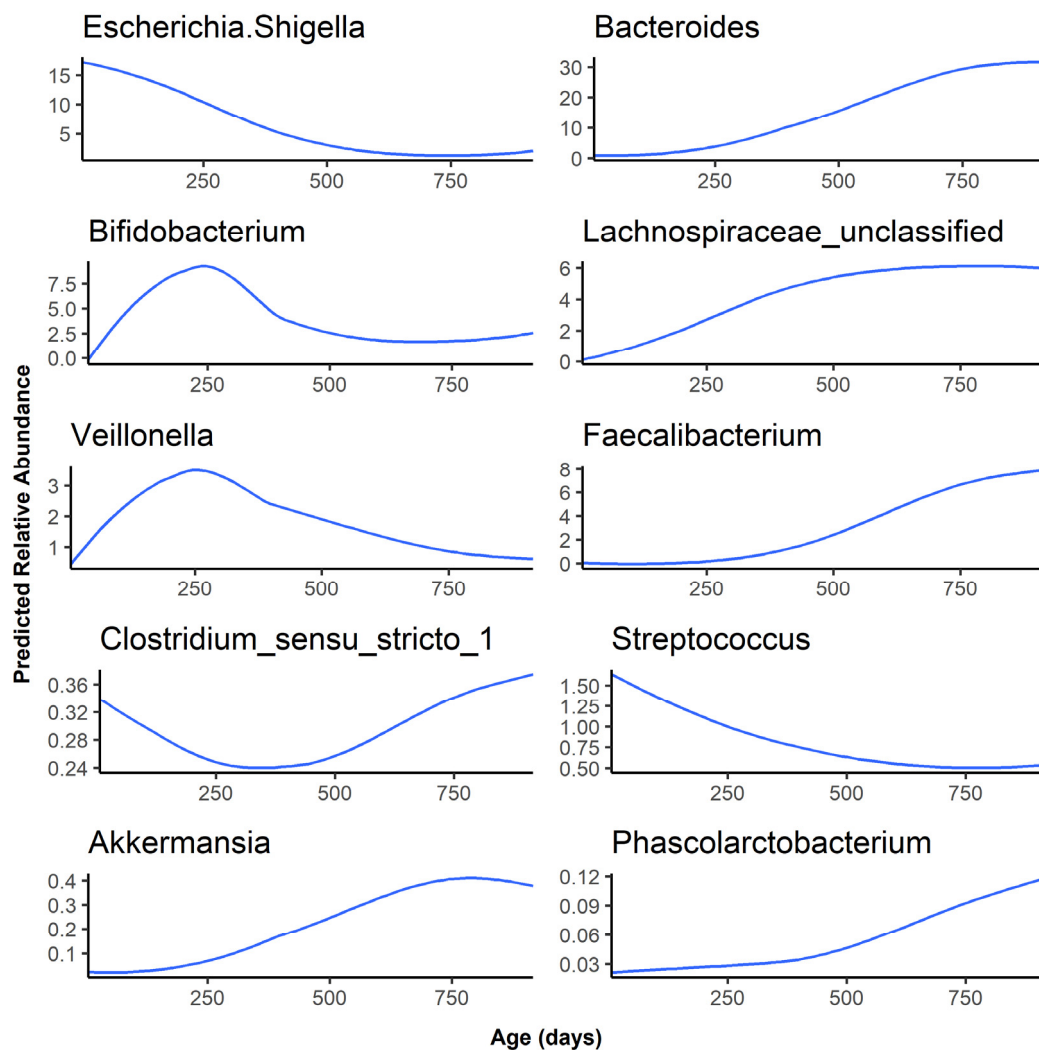 Escherichia.Shigella
15
10
5
250 500 750
Bacteroides
30
20
10
0
250 500 750
Bifidobacterium
7.5
5.0
2.5
0.0
250 500 750
Lachnospiraceae_unclassified
6
4
2
0
250 500 750
Veillonella
3
2
1
250 500 750
Faecalibacterium
8
6
4
2
0
250 500 750
Clostridium_sensu_stricto_1
0.36
0.32
0.28
0.24
250 500 750
Streptococcus
1.50
1.25
1.00
0.75
0.50
250 500 750
Akkermansia
0.4
0.3
0.2
0.1
250 500 750
Phascolarctobacterium
0.12
0.09
0.06
0.03
250 500 750
Predicted Relative Abundance
Age (days)